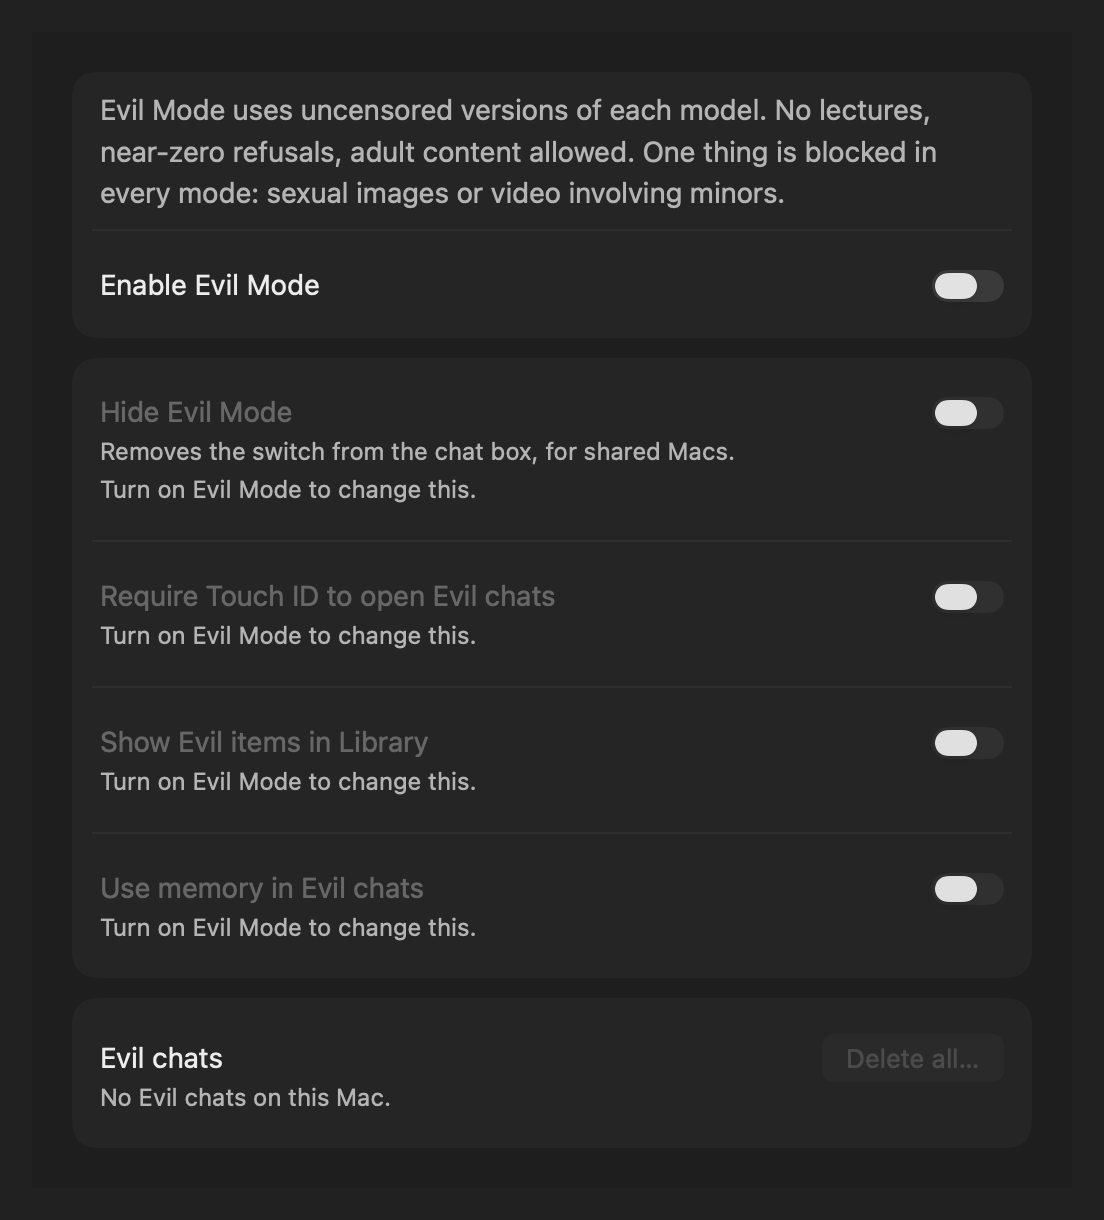 Evil Mode uses uncensored versions of each model. No lectures,
near-zero refusals, adult content allowed. One thing is blocked in
every mode: sexual images or video involving minors.
Enable Evil Mode
Hide Evil Mode
Removes the switch from the chat box, for shared Macs.
Turn on Evil Mode to change this.
Require Touch ID to open Evil chats
Turn on Evil Mode to change this.
Show Evil items in Library
Turn on Evil Mode to change this.
Use memory in Evil chats
Turn on Evil Mode to change this.
Evil chats
Delete all...
No Evil chats on this Mac.